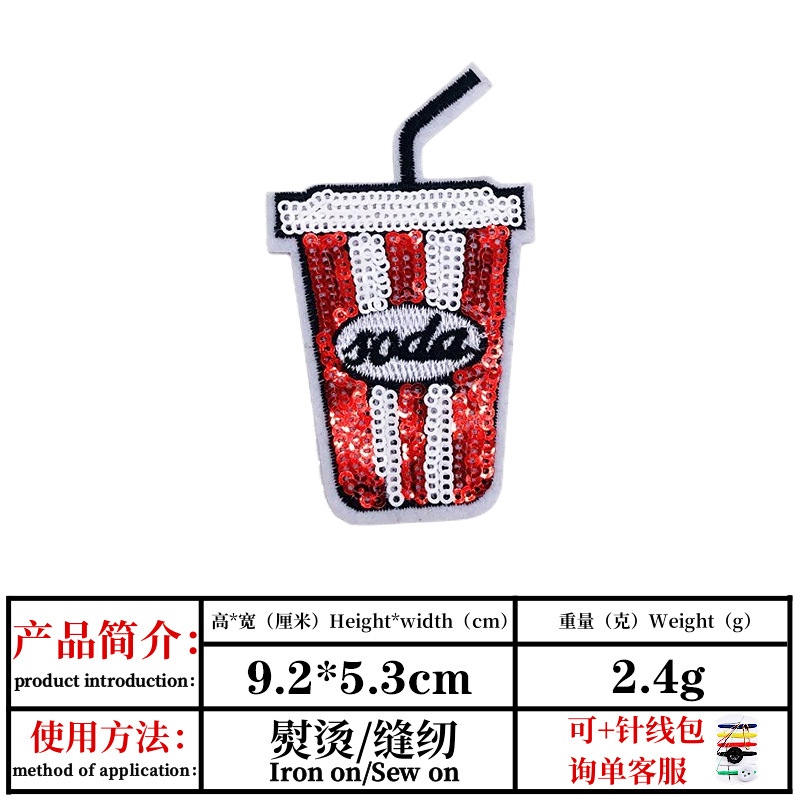 soda
产品简介：
product introduction：
高*宽（厘米）Height*width（cm）
重量（克）Weight（g）
9.2*5.3cm
2.4g
使用方法：
method of application：
熨烫/缝纫
Iron on/Sew on
可+针线包
询单客服